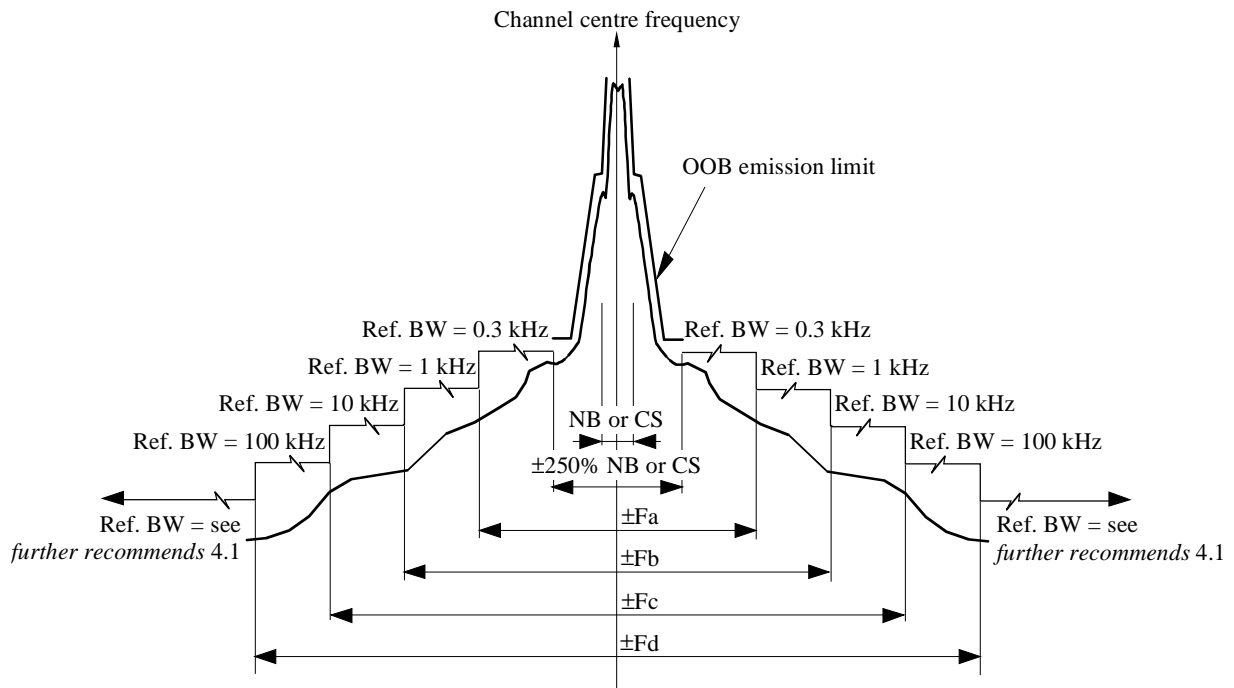 Channel centre frequency
OOB emission limit
Ref. BW = 0.3 kHz
Ref. BW = 0.3 kHz
Ref. BW = 1 kHz
Ref. BW = 1 kHz
Ref. BW = 10 kHz
Ref. BW = 10 kHz
NB or CS
Ref. BW = 100 kHz
Ref. BW = 100 kHz
±250% NB or CS
±Fa
Ref. BW = see
further recommends 4.1
Ref. BW = see
further recommends 4.1
±Fb
±Fc
±Fd